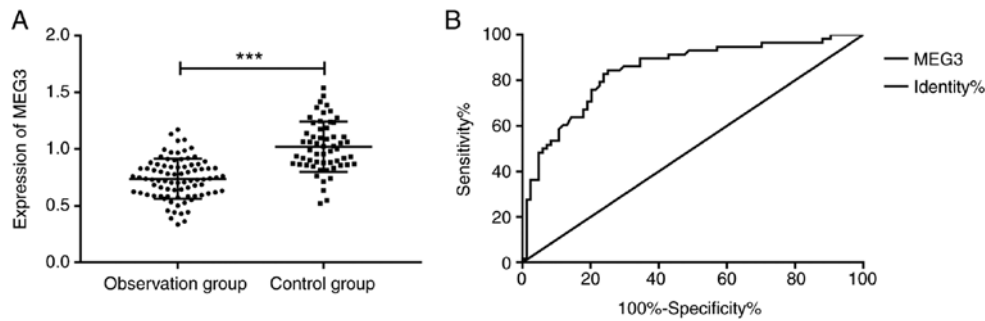 A
Expression of MEG3
2.0
1.5
1.0
0.5
0.0
***
Observation group
Control group
B
Sensitivity%
100
80
60
40
20
0
0 20 40 60 80 100
100%-Specificity%
MEG3
Identity%